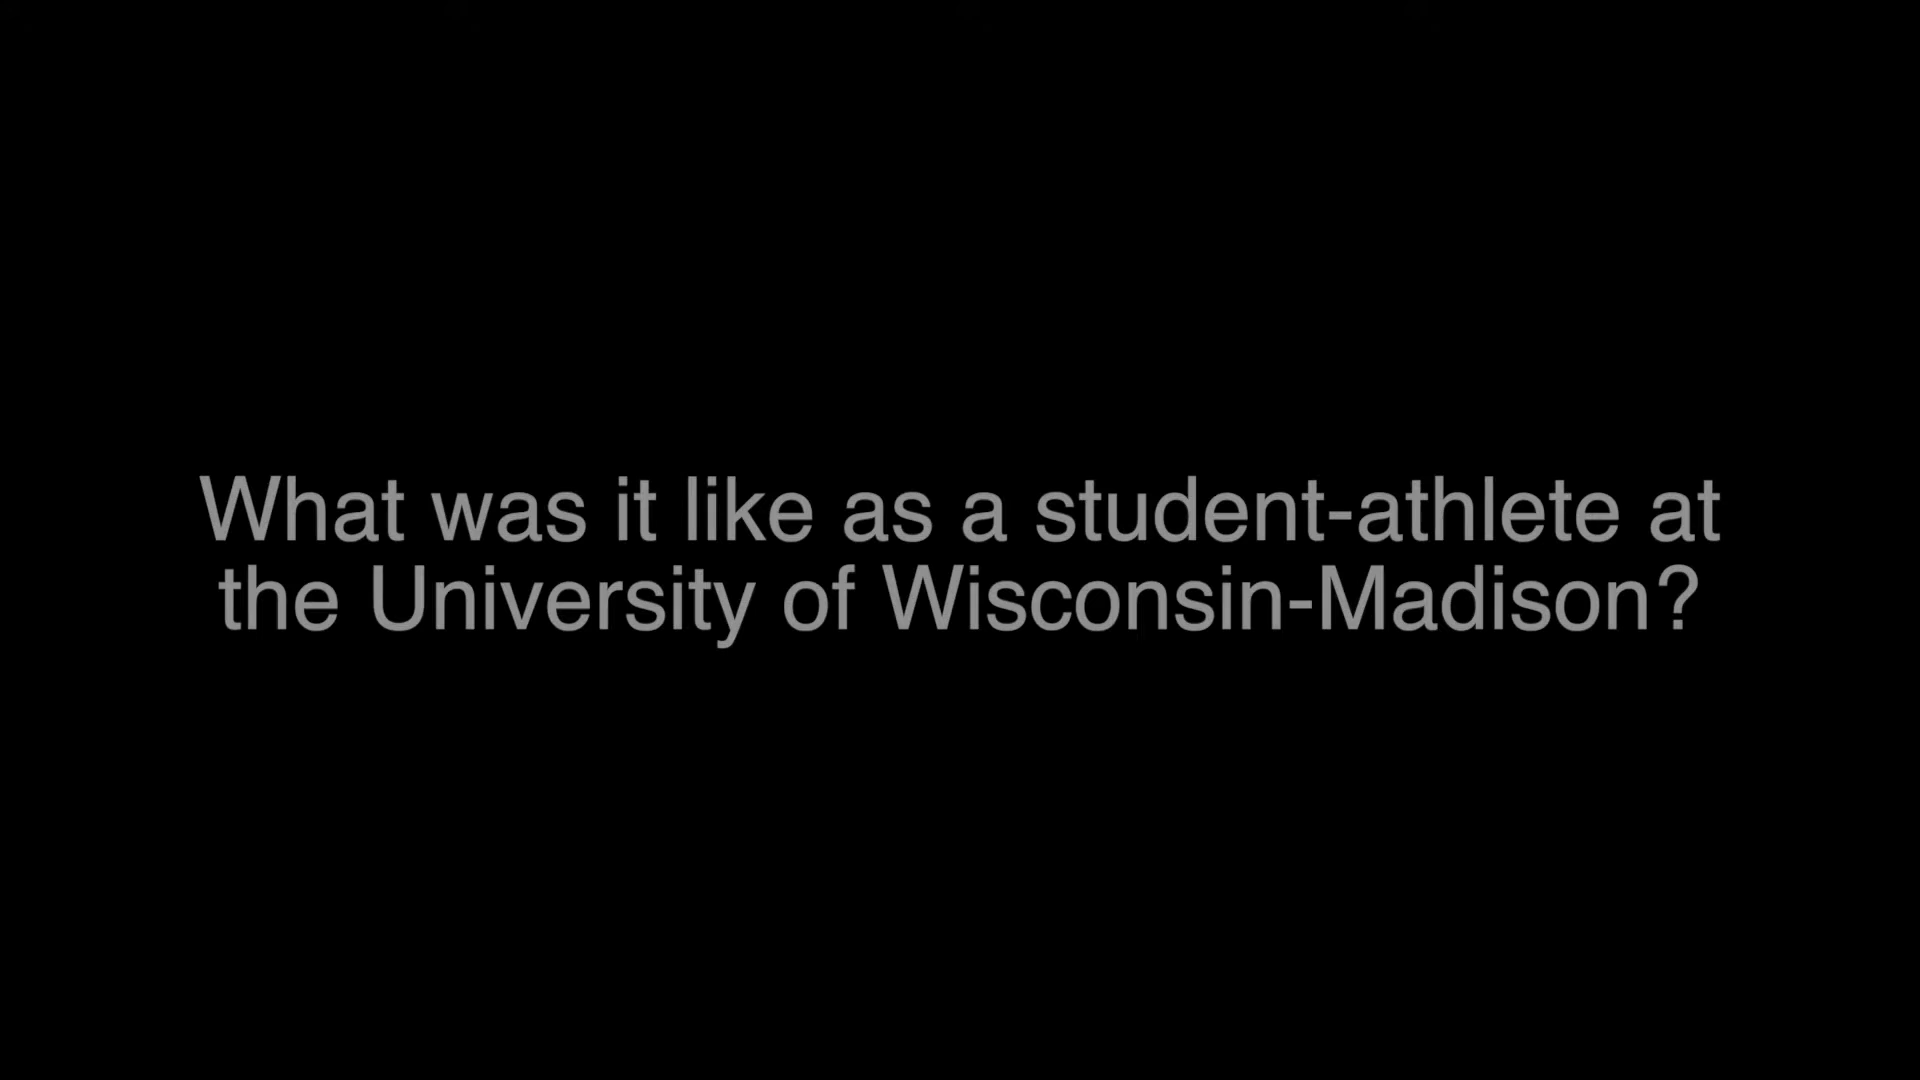 What was it like as a student-athlete at
the University of Wisconsin-Madison?